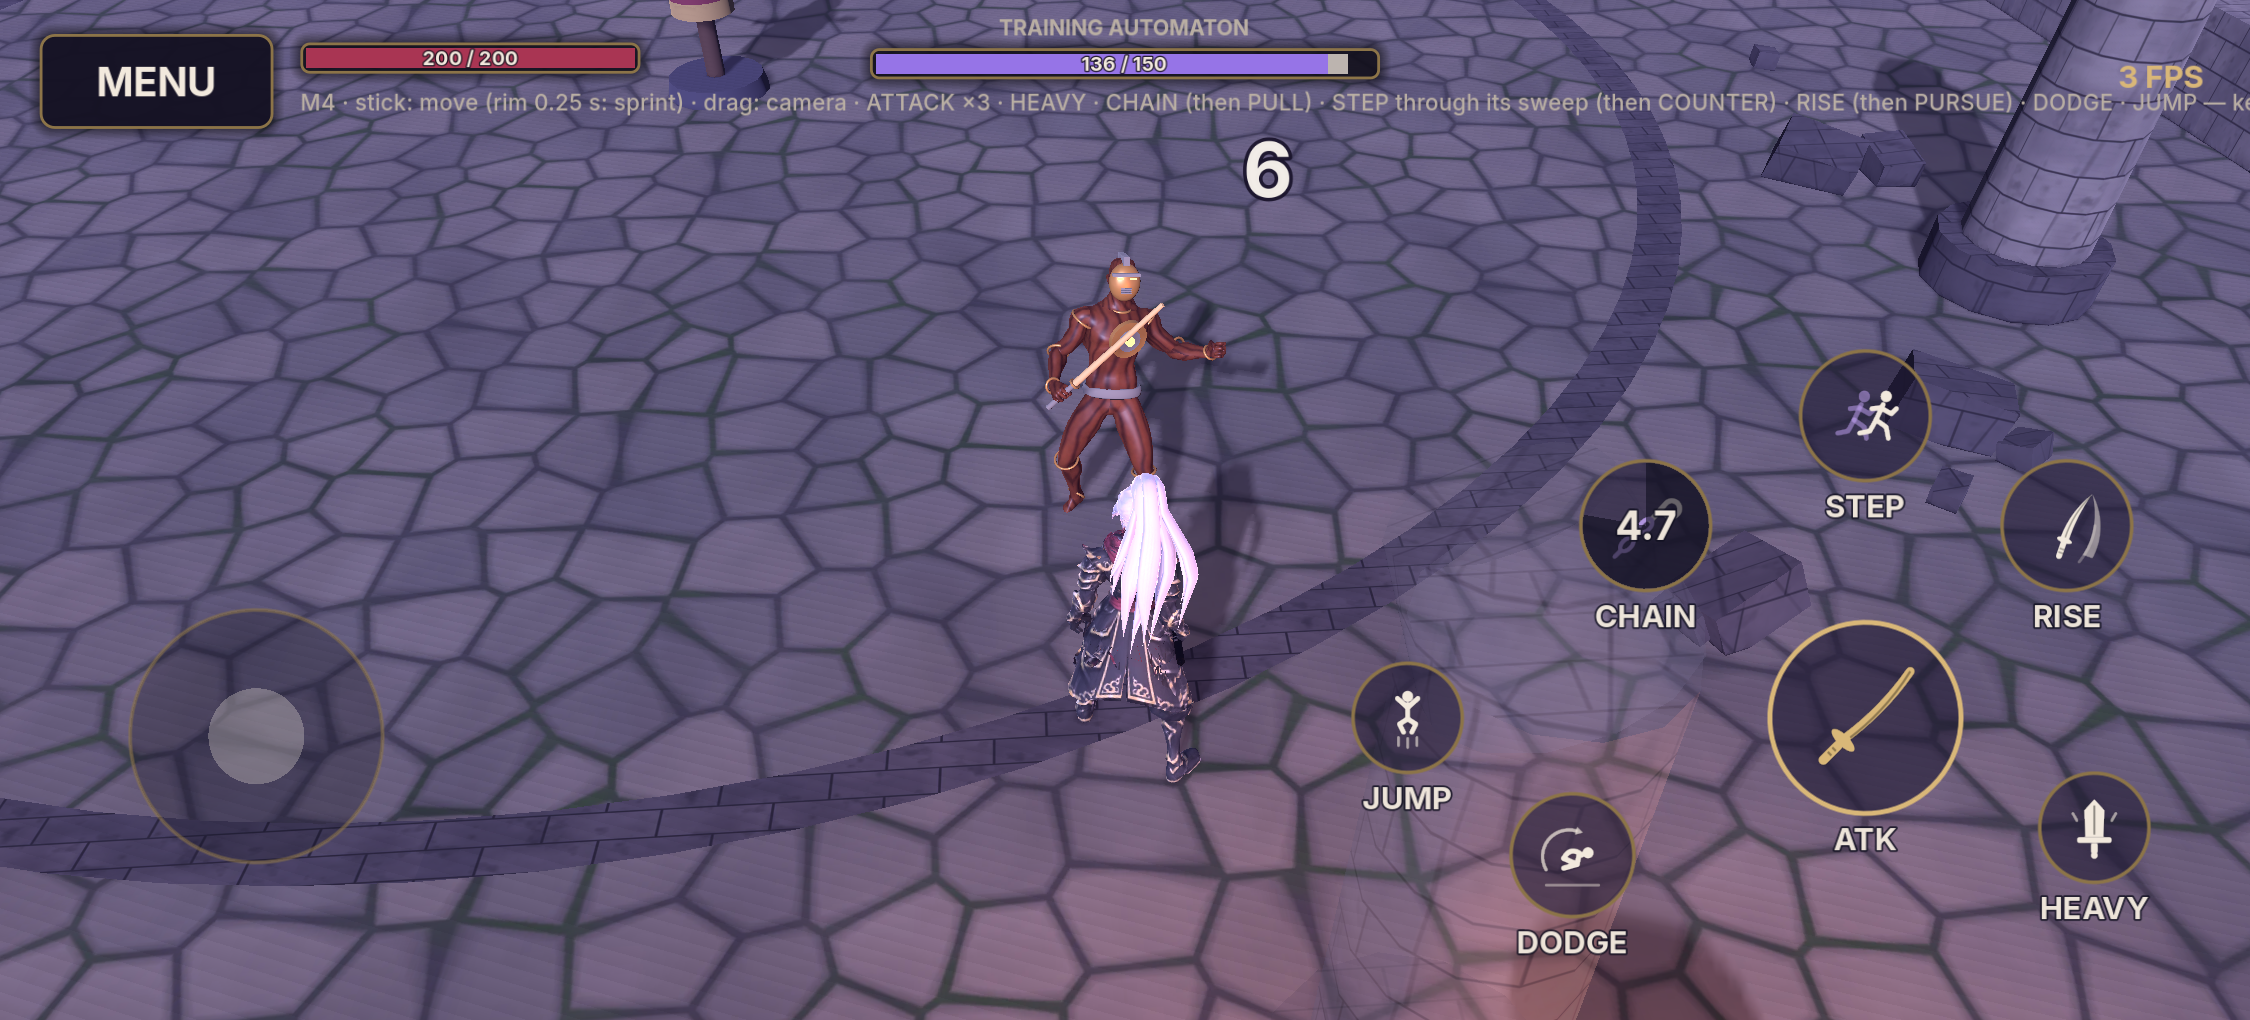 TRAINING AUTOMATON
MENU
200 / 200
136 / 150
3 FPS
M4 · stick: move (rim 0.25 s: sprint) · drag: camera · ATTACK ×3 · HEAVY · CHAIN (then PULL) · STEP through its sweep (then COUNTER) · RISE (then PURSUE) · DODGE · JUMP — ke
6
STEP
4.7
CHAIN
RISE
JUMP
ATK
HEAVY
DODGE